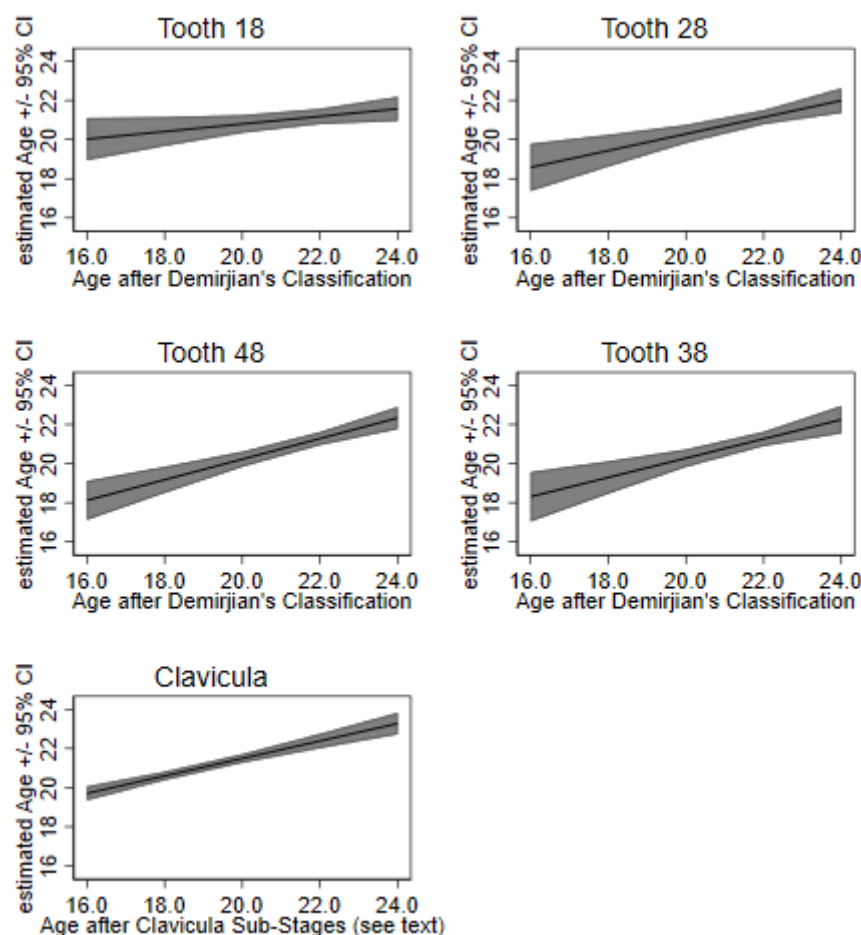 Tooth 18
estimated Age +/- 95% CI
24
22
20
18
16
16.0 18.0 20.0 22.0 24.0
Age after Demirjian's Classification
Tooth 28
estimated Age +/- 95% CI
24
22
20
18
16
16.0 18.0 20.0 22.0 24.0
Age after Demirjian's Classification
Tooth 48
estimated Age +/- 95% CI
24
22
20
18
16
16.0 18.0 20.0 22.0 24.0
Age after Demirjian's Classification
Tooth 38
estimated Age +/- 95% CI
24
22
20
18
16
16.0 18.0 20.0 22.0 24.0
Age after Demirjian's Classification
Clavicula
estimated Age +/- 95% CI
24
22
20
18
16
16.0 18.0 20.0 22.0 24.0
Age after Clavicula Sub-Stages (see text)